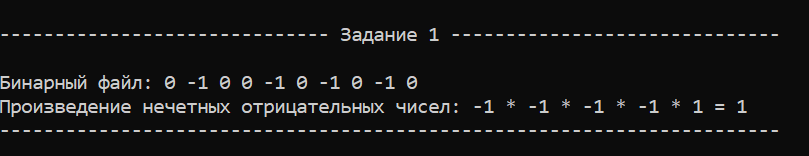 ------------------------------ Задание 1 ------------------------------
Бинарный файл: 0 -1 0 0 -1 0 -1 0 -1 0
Произведение нечетных отрицательных чисел: -1 * -1 * -1 * -1 * 1 = 1
-----------------------------------------------------------------------